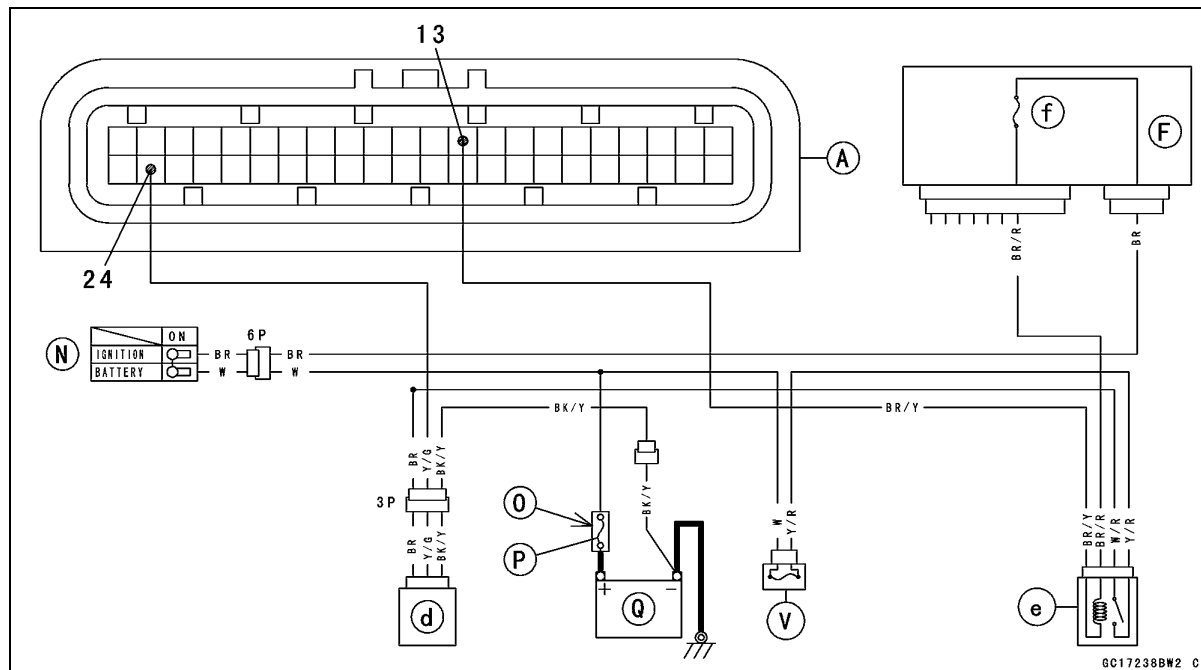 13
f
F
A
24
BR/R
BR
N
ON
IGNITION
BATTERY
6P
BR
BR
W
W
BK/Y
BR/Y
BR
Y/G
BK/Y
3P
BK/Y
W
Y/R
O
P
BR
Y/G
BK/Y
BR/Y
BR/R
W/R
Y/R
d
+
-
Q
V
e
GC17238BW2 C